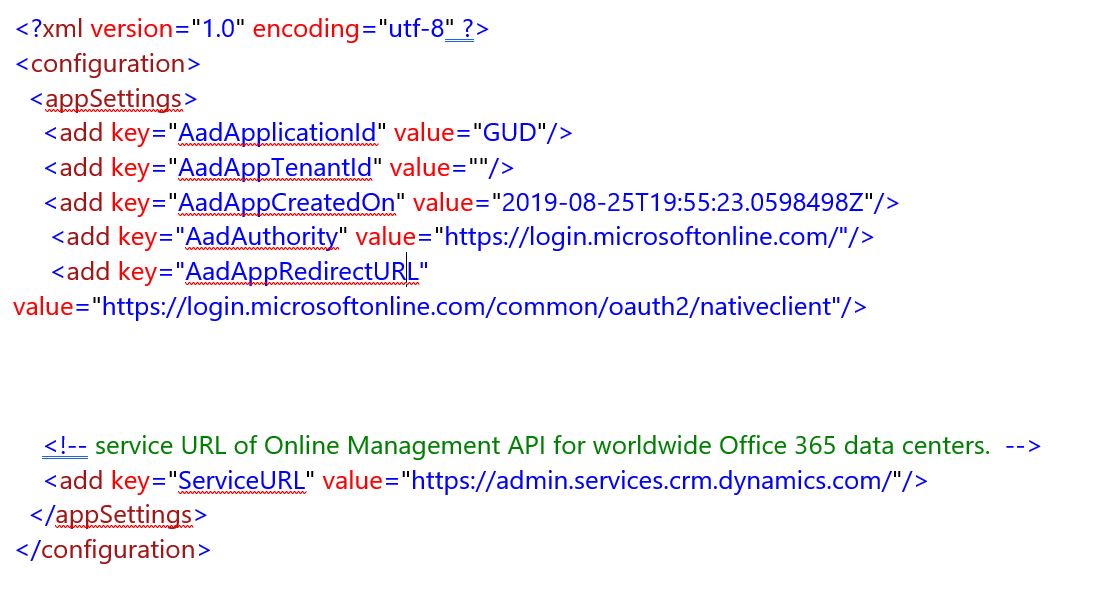 <?xml version="1.0" encoding="utf-8" ?>
<configuration>
<appSettings>
<add key="AadApplicationId" value="GUD"/>
<add key="AadAppTenantId" value=""/>
<add key="AadAppCreatedOn" value="2019-08-25T19:55:23.0598498Z"/>
<add key="AadAuthority" value="https://login.microsoftonline.com/"/>
<add key="AadAppRedirectURL"
value="https://login.microsoftonline.com/common/oauth2/nativeclient"/>
<!-- service URL of Online Management API for worldwide Office 365 data centers.  -->
<add key="ServiceURL" value="https://admin.services.crm.dynamics.com/"/>
</appSettings>
</configuration>